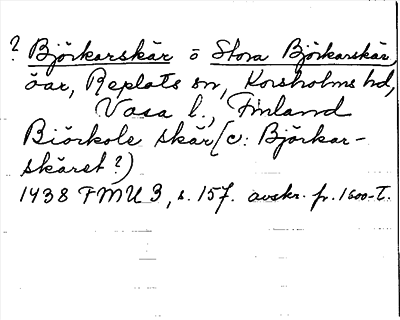 ? Björkarskär o Stora Björkarskär,
öar, Replots sn, Korsholms hd,
Vasa l., Finland
Biörkole skär (c: Björkar-
skäret?)
1438 FMU 3, s. 157. avskr. fr. 1600-t.